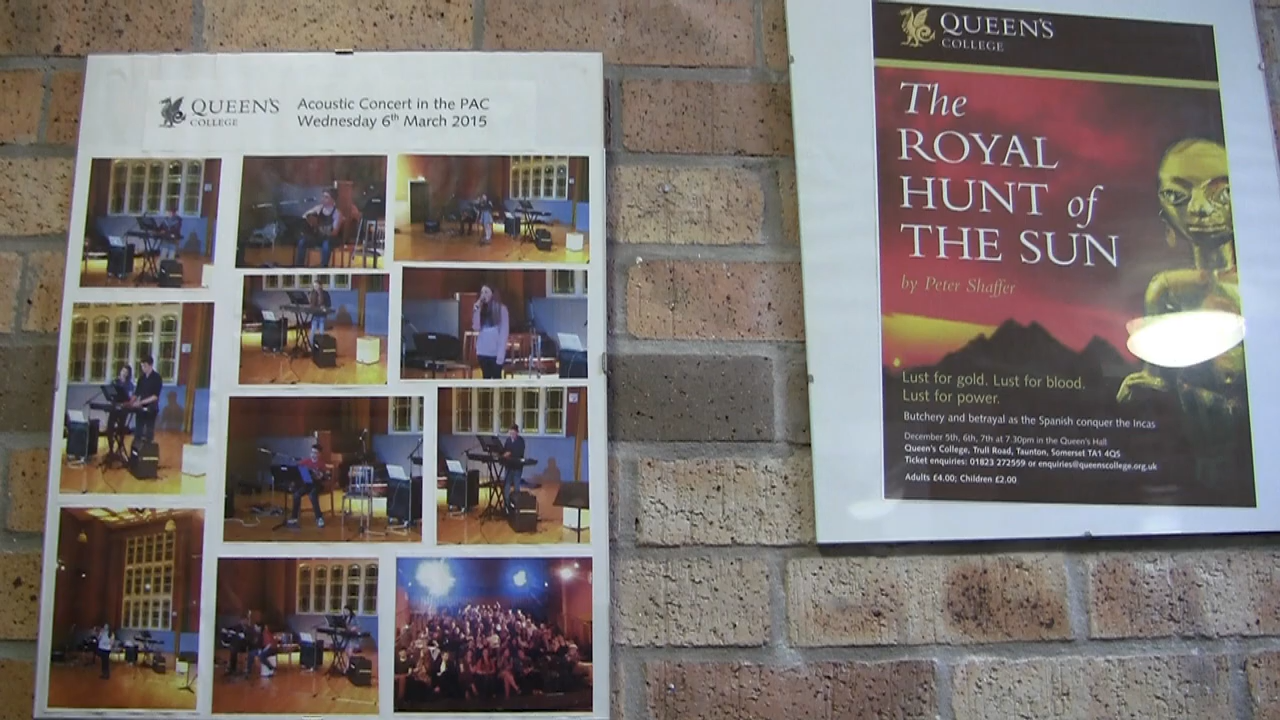 QUEEN'S
COLLEGE
Acoustic Concert in the PAC
Wednesday 6th March 2015
QUEEN'S
COLLEGE
The
ROYAL
HUNT of
THE SUN
by Peter Shaffer
Lust for gold. Lust for blood.
Lust for power.
Butchery and betrayal as the Spanish conquer the Incas
December 5th, 6th, 7th at 7.30pm in the Queen's Hall
Queen's College, Trull Road, Taunton, Somerset TA1 4QS
Ticket enquiries: 01823 272559 or enquiries@queenscollege.org.uk
Adults £4.00; Children £2.00